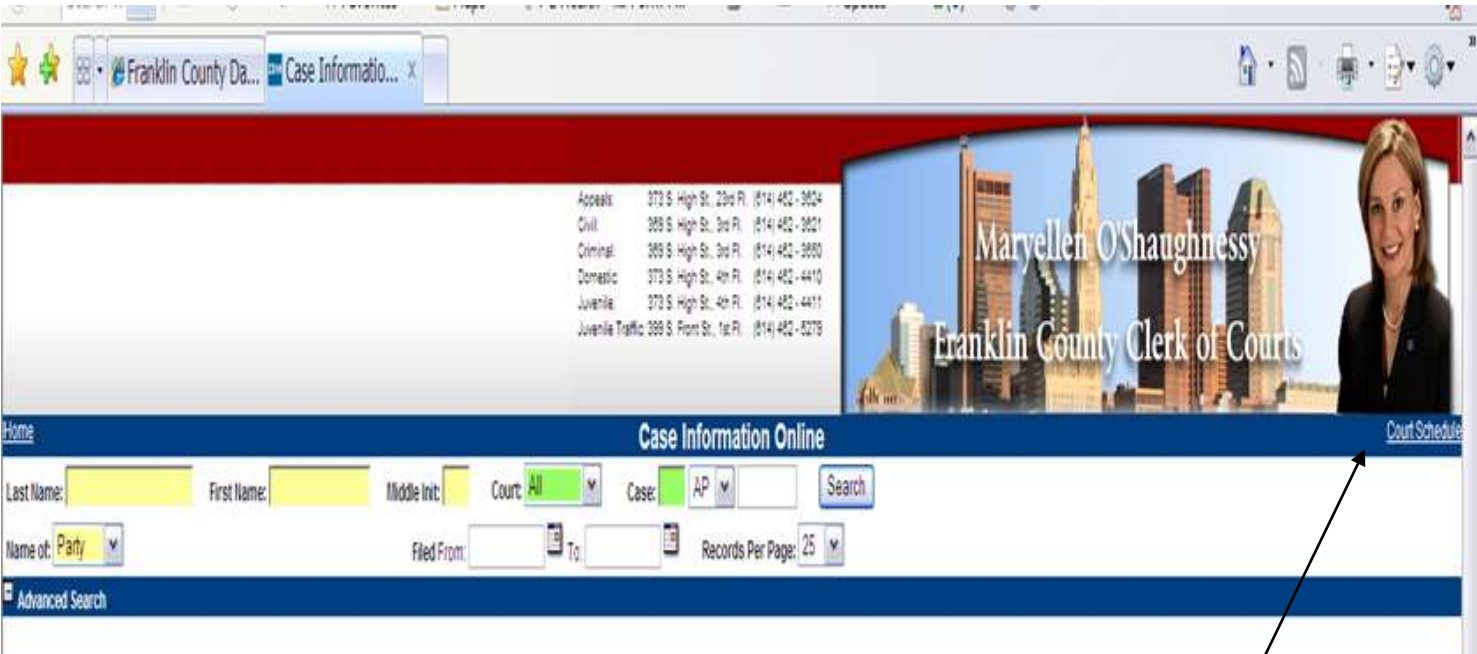 Franklin County Da... Case Informatio... x
Appeals: 373 S. High St., 23rd Fl. (614) 462 - 3624
Civil: 369 S. High St., 3rd Fl. (614) 462 - 3621
Criminal: 369 S. High St., 3rd Fl. (614) 462 - 3650
Domestic: 373 S. High St., 4th Fl. (614) 462 - 4410
Juvenile: 373 S. High St., 4th Fl. (614) 462 - 4411
Juvenile Traffic: 399 S. Front St., 1st Fl. (614) 462 - 5279
Maryellen O'Shaughnessy
Franklin County Clerk of Courts
Home Case Information Online Court Schedule
Last Name: First Name: Middle Init: Court: All Case: AP Search
Name of: Party Filed From: To: Records Per Page: 25
Advanced Search